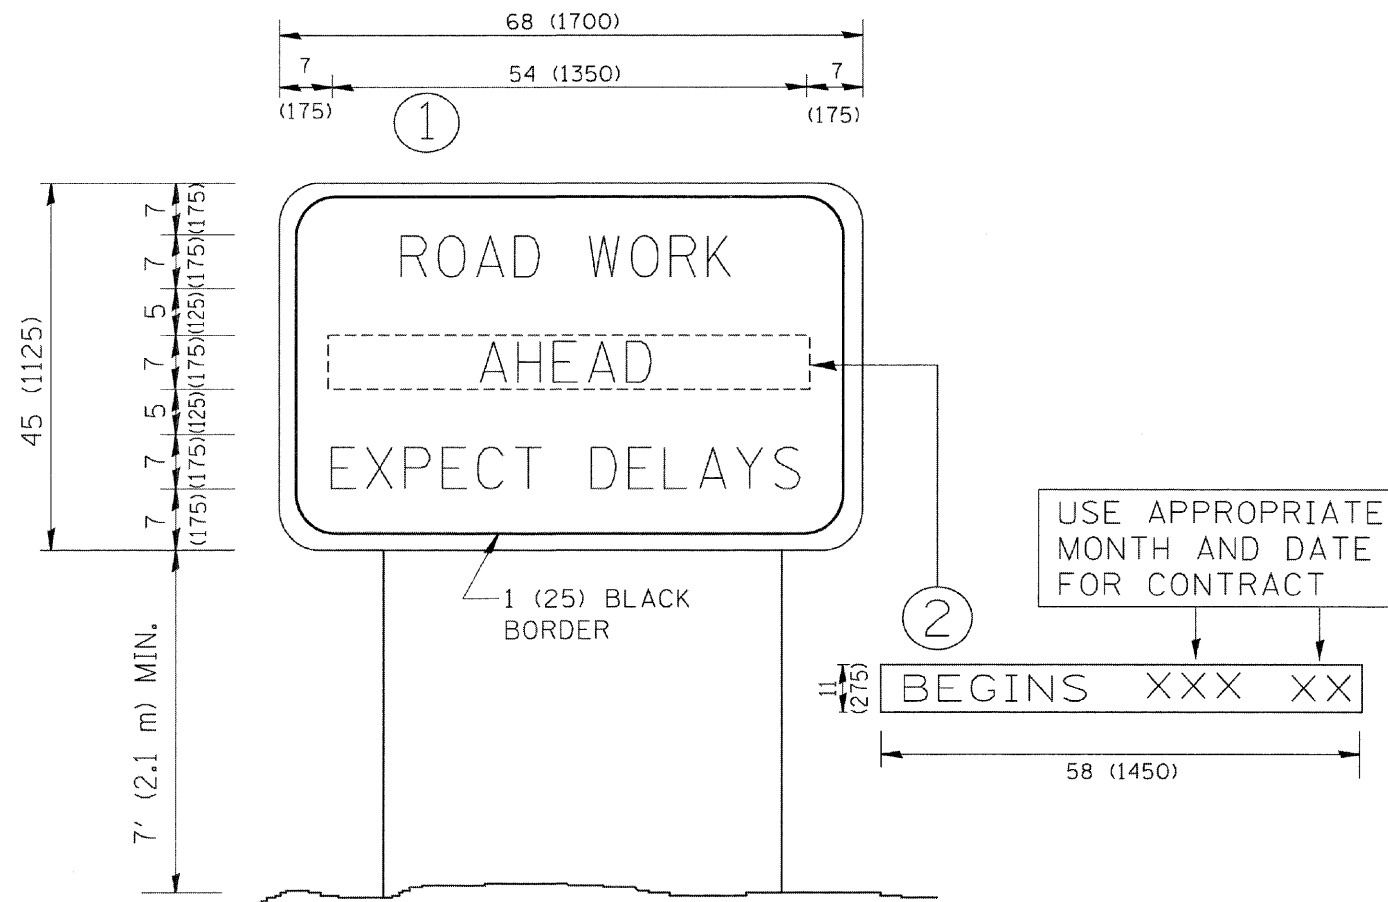 68 (1700)
7 54 (1350) 7
(175) (175)
1
45 (1125)
7 (175)
7 (175)
5 (125)
7 (175)
5 (125)
7 (175)
7 (175)
7' (2.1 m) MIN.
ROAD WORK
AHEAD
EXPECT DELAYS
1 (25) BLACK
BORDER
2
USE APPROPRIATE
MONTH AND DATE
FOR CONTRACT
11
(275)
BEGINS XXX XX
58 (1450)